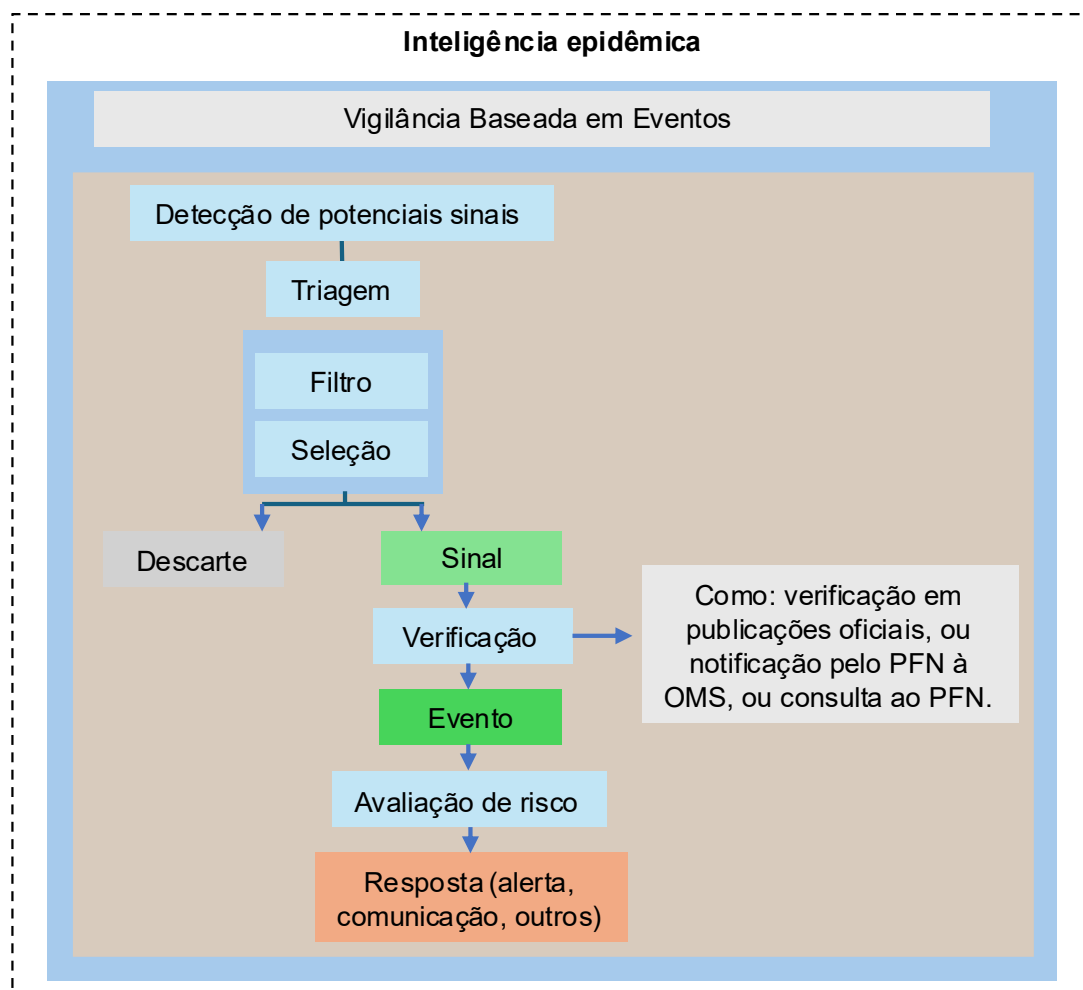 Inteligência epidêmica
Vigilância Baseada em Eventos
Detecção de potenciais sinais
Triagem
Filtro
Seleção
Descarte
Sinal
Verificação
Como: verificação em
publicações oficiais, ou
notificação pelo PFN à
OMS, ou consulta ao PFN.
Evento
Avaliação de risco
Resposta (alerta,
comunicação, outros)